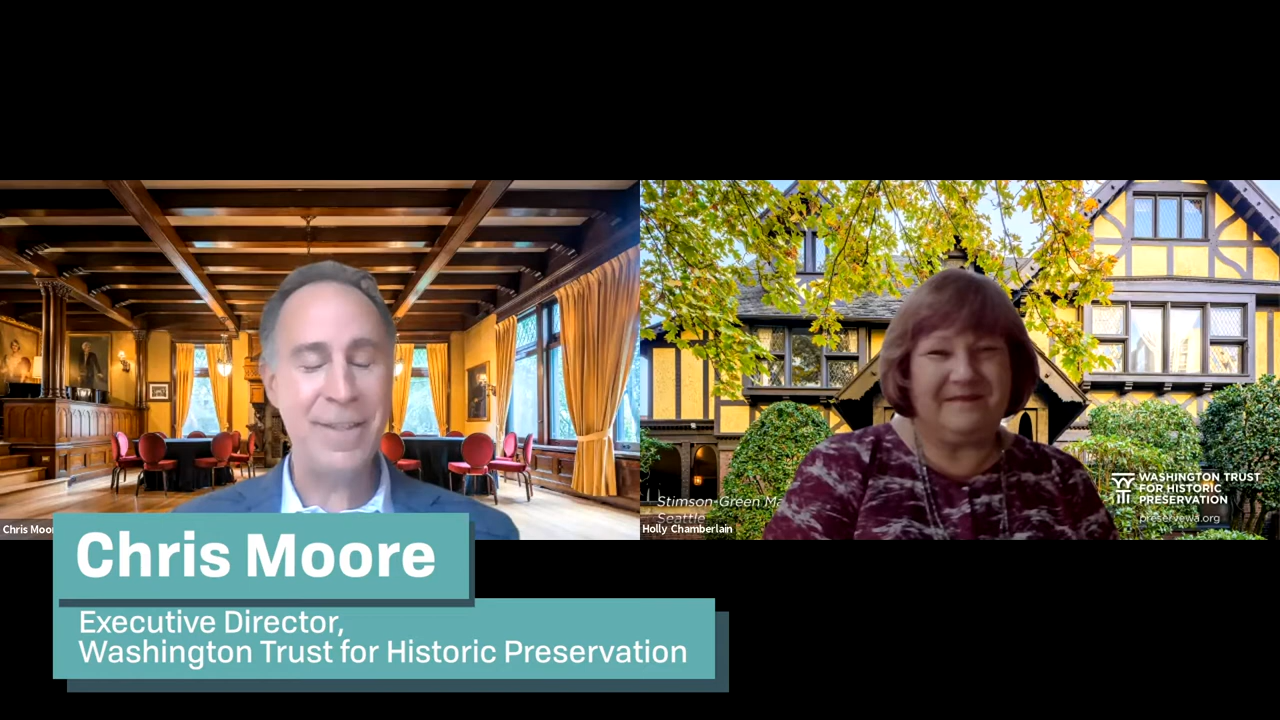 Chris Moo
Stimson-Green Ma
Seattle
Holly Chamberlain
WASHINGTON TRUST
FOR HISTORIC
PRESERVATION
preservewa.org
Chris Moore
Executive Director,
Washington Trust for Historic Preservation